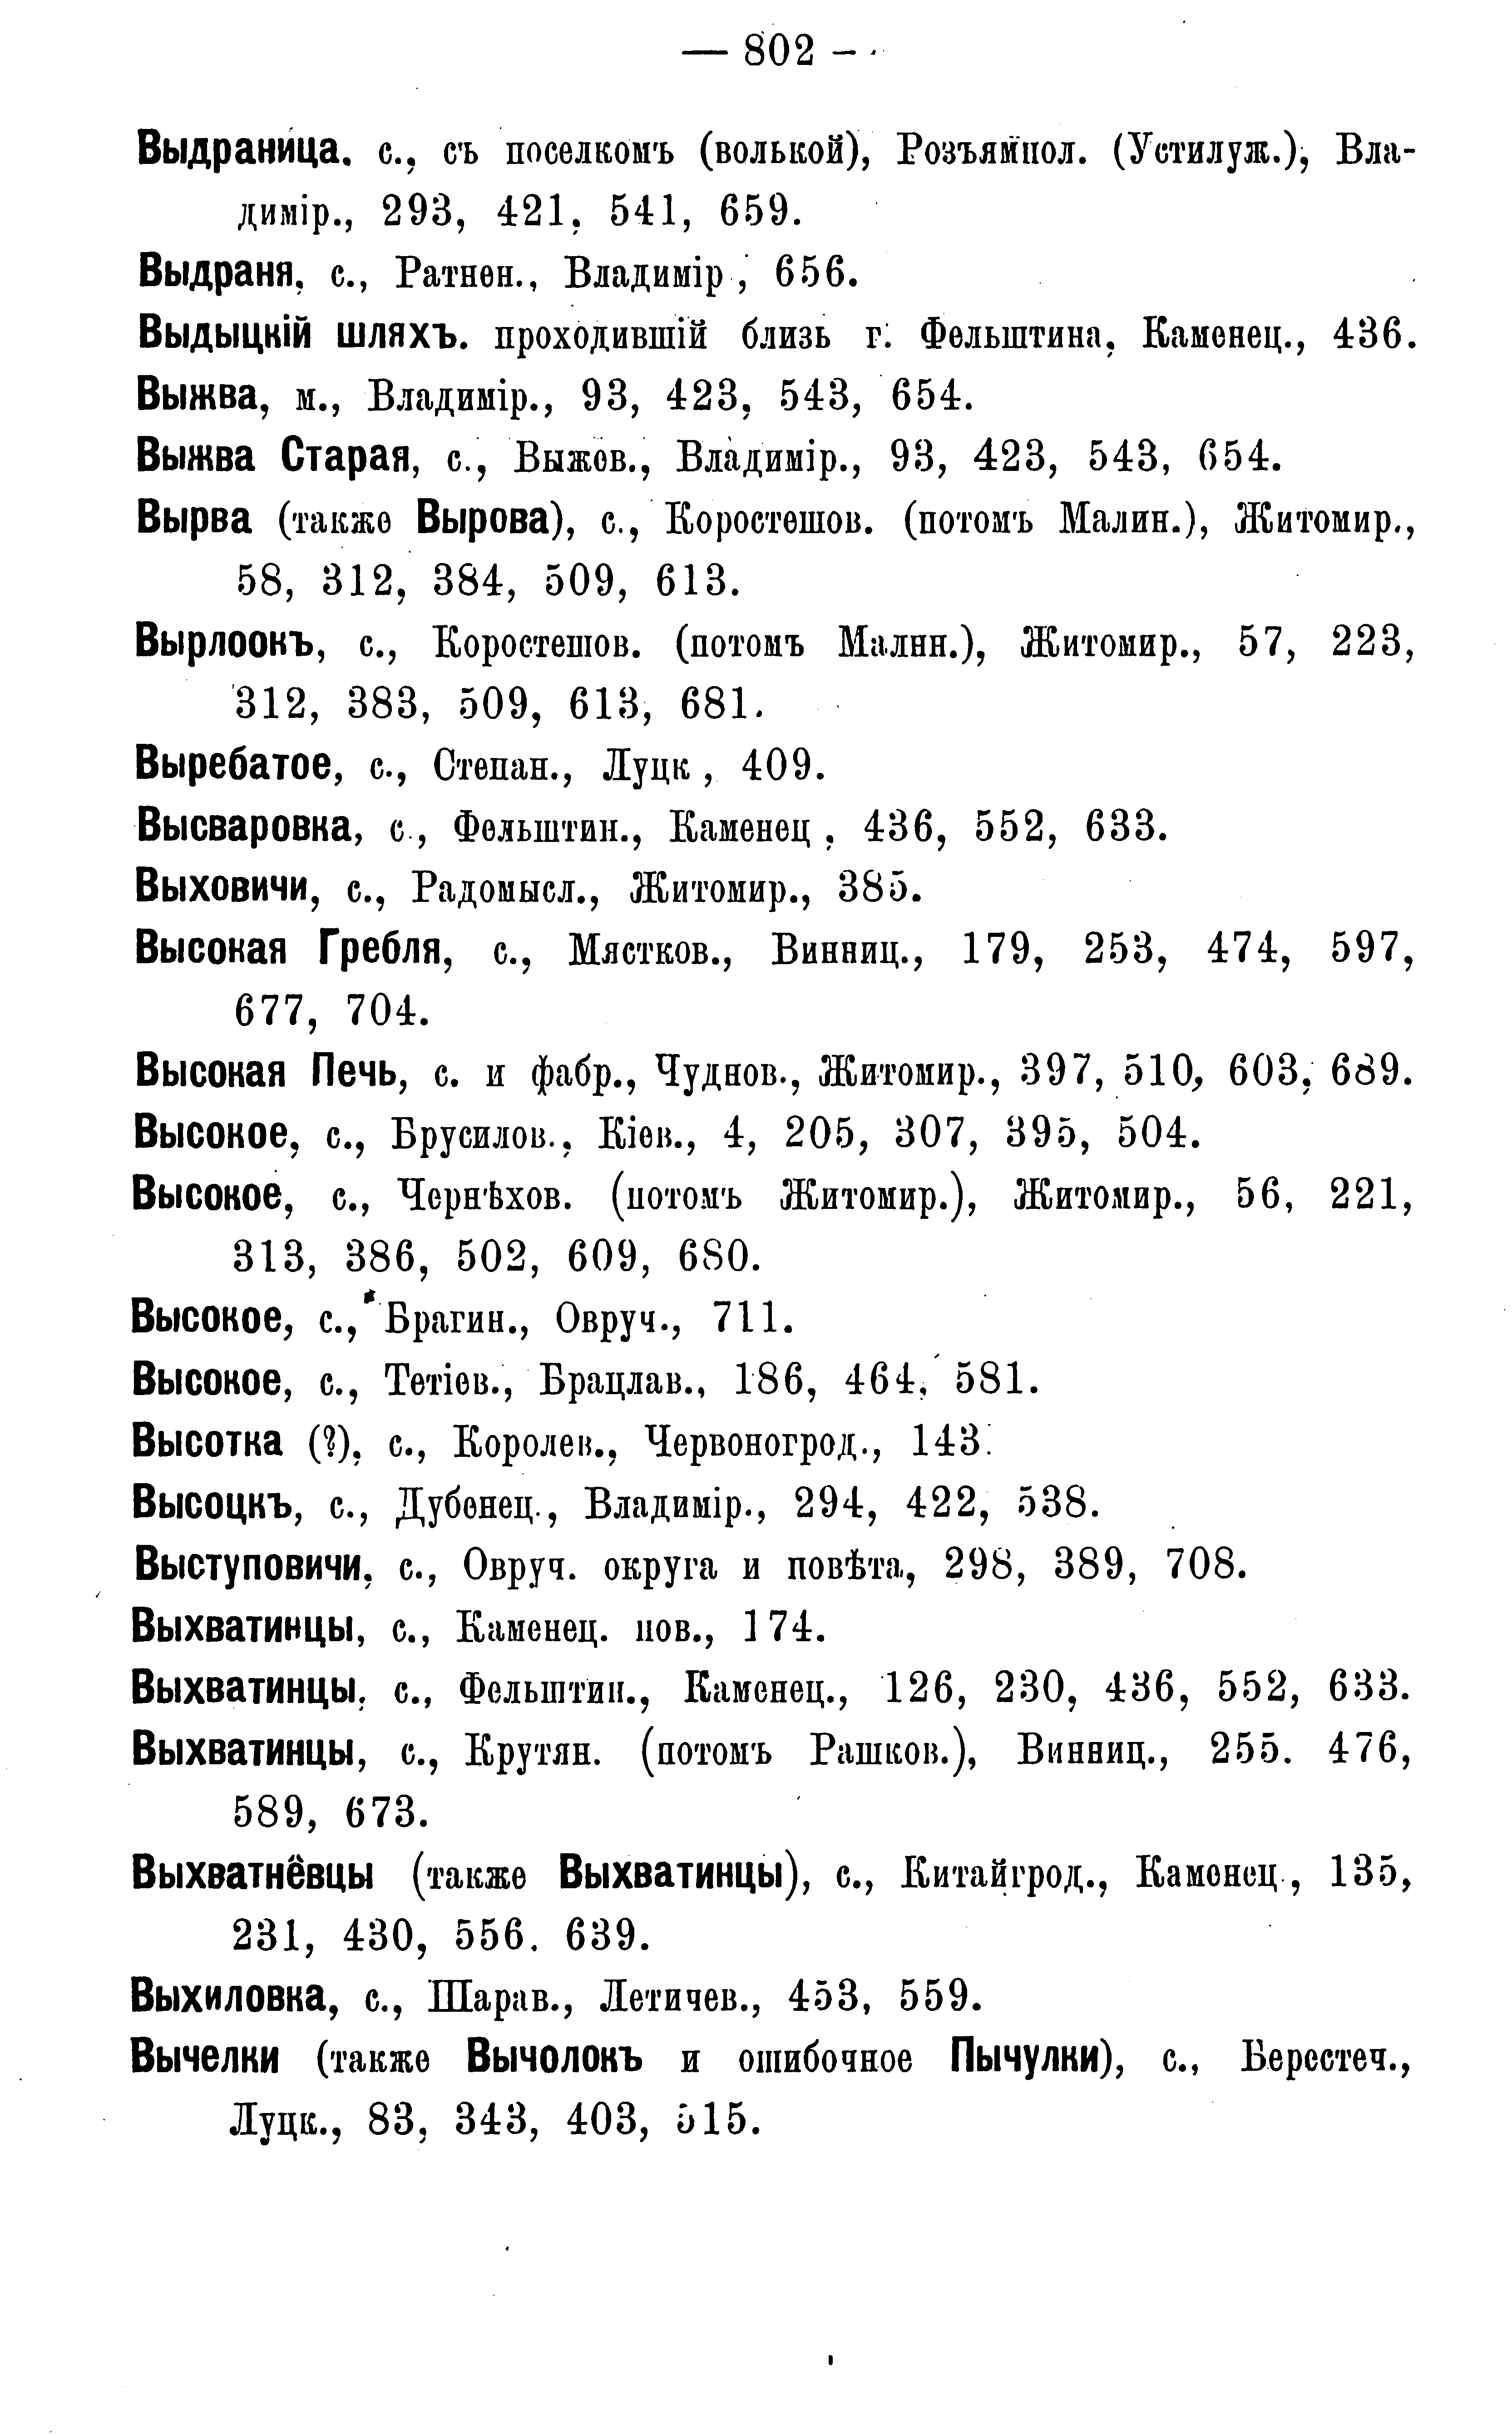 — 802 —
Выдраница. с., съ поселкомъ (волькой), Розъямпол. (Устилуж.), Вла-
димір., 293, 421, 541, 659.
Выдраня, с., Ратнен., Владимір , 656.
Выдыцкій шляхъ. проходившій близь г. Фельштина, Каменец., 436.
Выжва, м., Владимір., 93, 423, 543, 654.
Выжва Старая, с., Выжов., Владимір., 93, 423, 543, 654.
Вырва (также Вырова), с., Коростешов. (потомъ Малин.), Житомир.,
58, 312, 384, 509, 613.
Вырлоокъ, с., Коростешов. (потомъ Малин.), Житомир., 57, 223,
312, 383, 509, 613, 681.
Выребатое, с., Степан., Луцк , 409.
Высваровка, с., Фельштин., Каменец , 436, 552, 633.
Выховичи, с., Радомысл., Житомир., 385.
Высокая Гребля, с., Мястков., Винниц., 179, 253, 474, 597,
677, 704.
Высокая Печь, с. и фабр., Чуднов., Житомир., 397, 510, 603, 689.
Высокое, с., Брусилов., Кіев., 4, 205, 307, 395, 504.
Высокое, с., Чернѣхов. (потомъ Житомир.), Житомир., 56, 221,
313, 386, 502, 609, 680.
Высокое, с., Брагин., Овруч., 711.
Высокое, с., Тетіев., Брацлав., 186, 464, 581.
Высотка (?), с., Королев., Червоногрод., 143.
Высоцкъ, с., Дубенец., Владимір., 294, 422, 538.
Выступовичи, с., Овруч. округа и повѣта, 298, 389, 708.
Выхватинцы, с., Каменец. пов., 174.
Выхватинцы, с., Фельштин., Каменец., 126, 230, 436, 552, 633.
Выхватинцы, с., Крутян. (потомъ Рашков.), Винниц., 255. 476,
589, 673.
Выхватнёвцы (также Выхватинцы), с., Китайгрод., Каменец., 135,
231, 430, 556. 639.
Выхиловка, с., Шарав., Летичев., 453, 559.
Вычелки (также Вычолокъ и ошибочное Пычулки), с., Берестеч.,
Луцк., 83, 343, 403, 515.